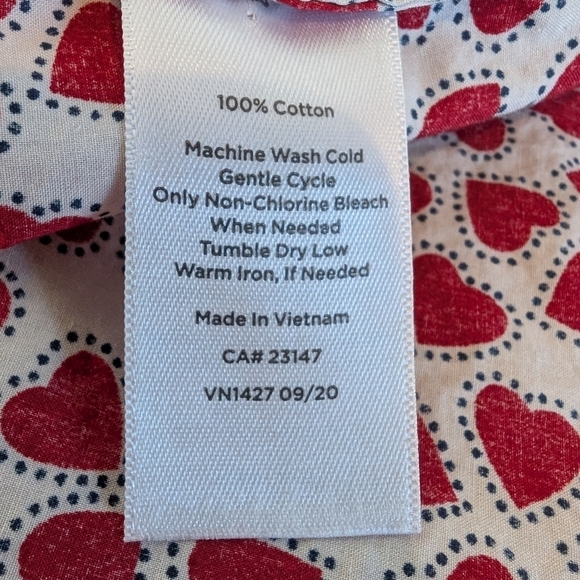 100% Cotton
Machine Wash Cold
Gentle Cycle
Only Non-Chlorine Bleach
When Needed
Tumble Dry Low
Warm Iron, If Needed
Made In Vietnam
CA# 23147
VN1427 09/20